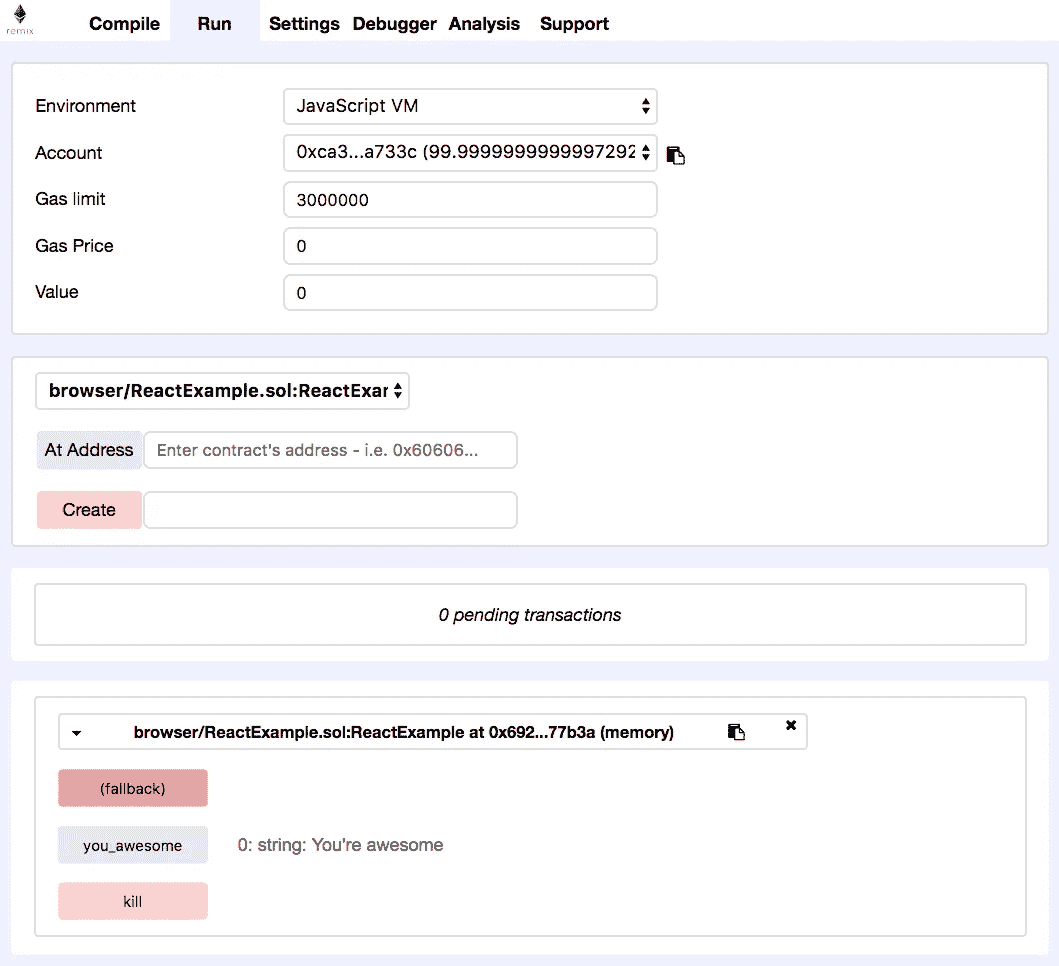 remix
Compile Run Settings Debugger Analysis Support
Environment JavaScript VM
Account 0xca3...a733c (99.9999999999997292
Gas limit 3000000
Gas Price 0
Value 0
browser/ReactExample.sol:ReactExar
At Address Enter contract's address - i.e. 0x60606...
Create
0 pending transactions
browser/ReactExample.sol:ReactExample at 0x692...77b3a (memory)
(fallback)
you_awesome 0: string: You're awesome
kill